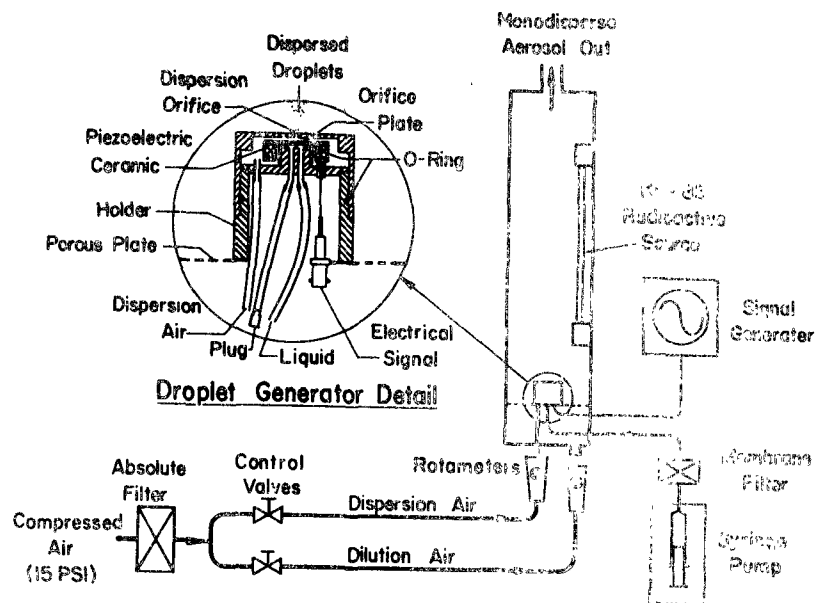 Monodisperse
Aerosol Out
Dispersed
Droplets
Dispersion
Orifice
Orifice
Plate
Piezoelectric
Ceramic
O-Ring
Holder
Porous Plate
Radioactive
Source
Dispersion
Air
Plug
Liquid
Electrical
Signal
Signal
Generator
Droplet Generator Detail
Absolute
Filter
Control
Valves
Rotameters
Membrane
Filter
Compressed
Air
(15 PSI)
Dispersion Air
Dilution Air
Syringe
Pump